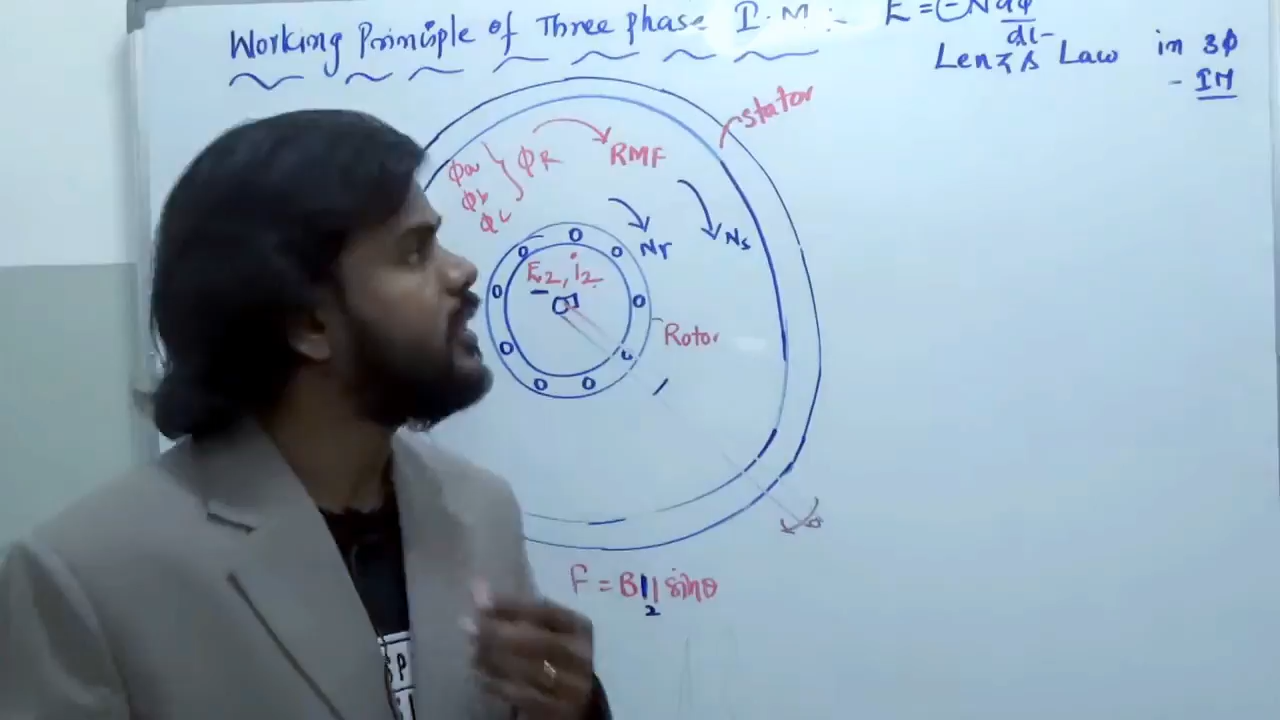 Working Principle of Three phase I.M :-
E = (-) N dφ
dt
Lenz's Law in 3φ
- IM
stator
φa
φb
φc
φR
RMF
Nr
Ns
E2, i2
Rotor
F = BI2l sinθ
SP